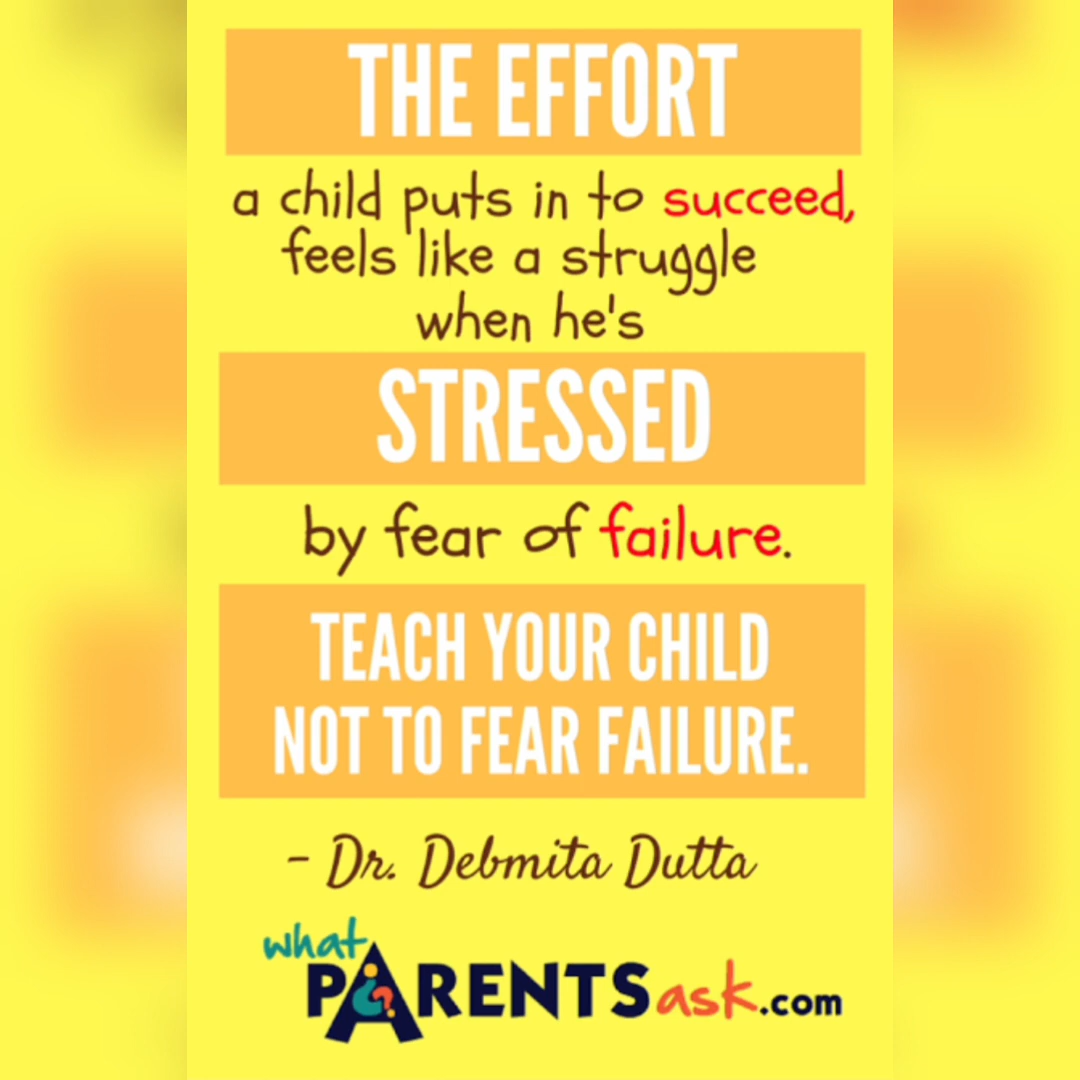 THE EFFORT
a child puts in to succeed,
feels like a struggle
when he's
STRESSED
by fear of failure.
TEACH YOUR CHILD
NOT TO FEAR FAILURE.
- Dr. Debmita Dutta
what
PARENTSask.com